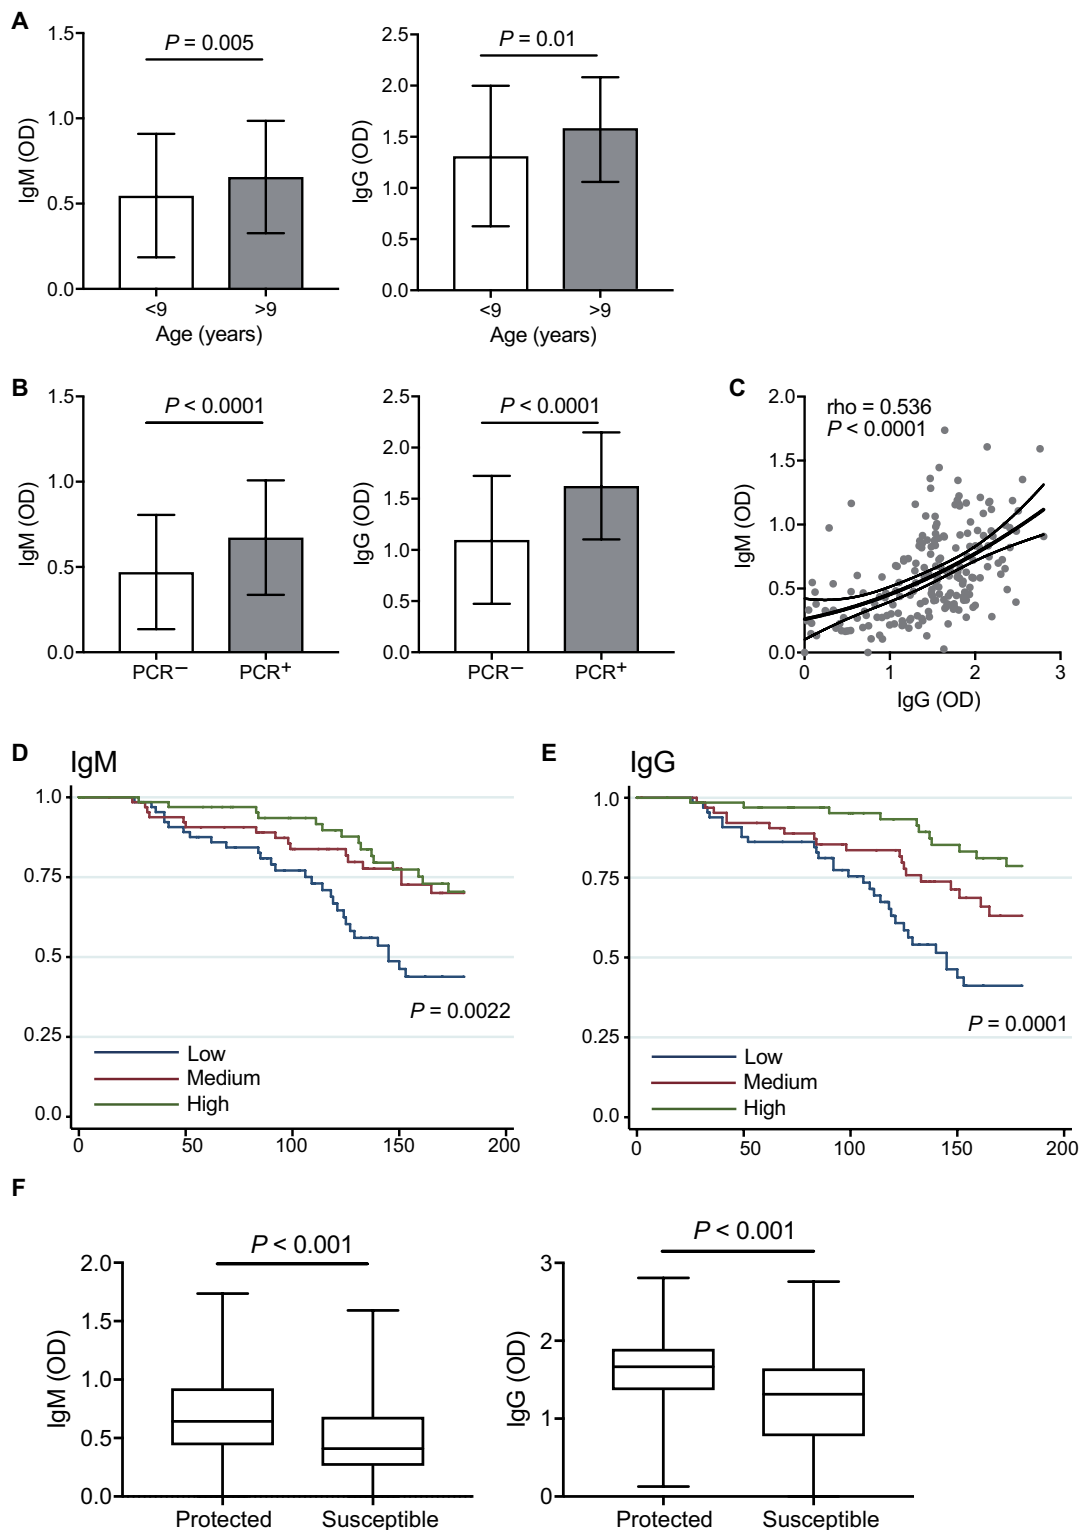 A
1.5
1.0
0.5
0.0
IgM (OD)
P = 0.005
<9
>9
Age (years)
2.5
2.0
1.5
1.0
0.5
0.0
IgG (OD)
P = 0.01
<9
>9
Age (years)
B
1.5
1.0
0.5
0.0
IgM (OD)
P < 0.0001
PCR−
PCR+
2.5
2.0
1.5
1.0
0.5
0.0
IgG (OD)
P < 0.0001
PCR−
PCR+
C
2.0
1.5
1.0
0.5
0.0
IgM (OD)
rho = 0.536
P < 0.0001
0
1
2
3
IgG (OD)
D
IgM
1.0
0.75
0.5
0.25
0.0
P = 0.0022
Low
Medium
High
0
50
100
150
200
E
IgG
1.0
0.75
0.5
0.25
0.0
P = 0.0001
Low
Medium
High
0
50
100
150
200
F
2.0
1.5
1.0
0.5
0.0
IgM (OD)
P < 0.001
Protected
Susceptible
3
2
1
0
IgG (OD)
P < 0.001
Protected
Susceptible